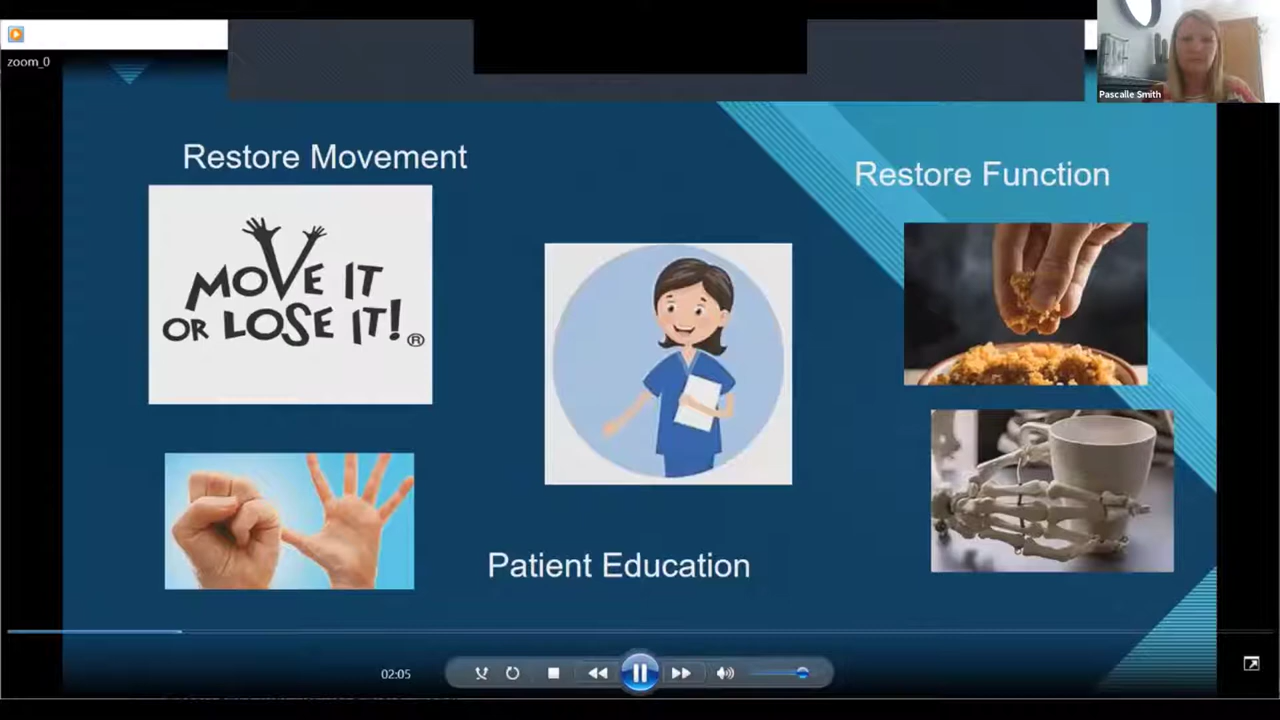 zoom_0
Pascalle Smith
Restore Movement
Restore Function
MOVE IT
OR LOSE IT!®
Patient Education
02:05